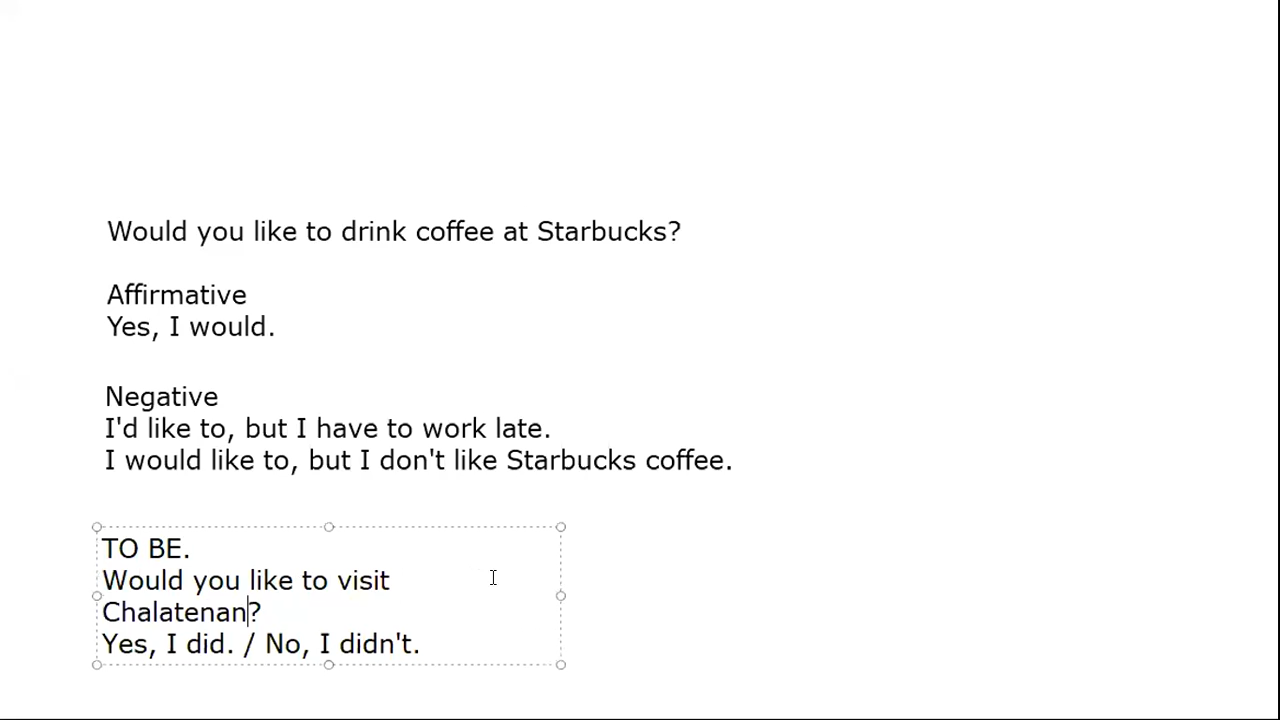 Would you like to drink coffee at Starbucks?
Affirmative
Yes, I would.
Negative
I'd like to, but I have to work late.
I would like to, but I don't like Starbucks coffee.
TO BE.
Would you like to visit
Chalatenan?
Yes, I did. / No, I didn't.